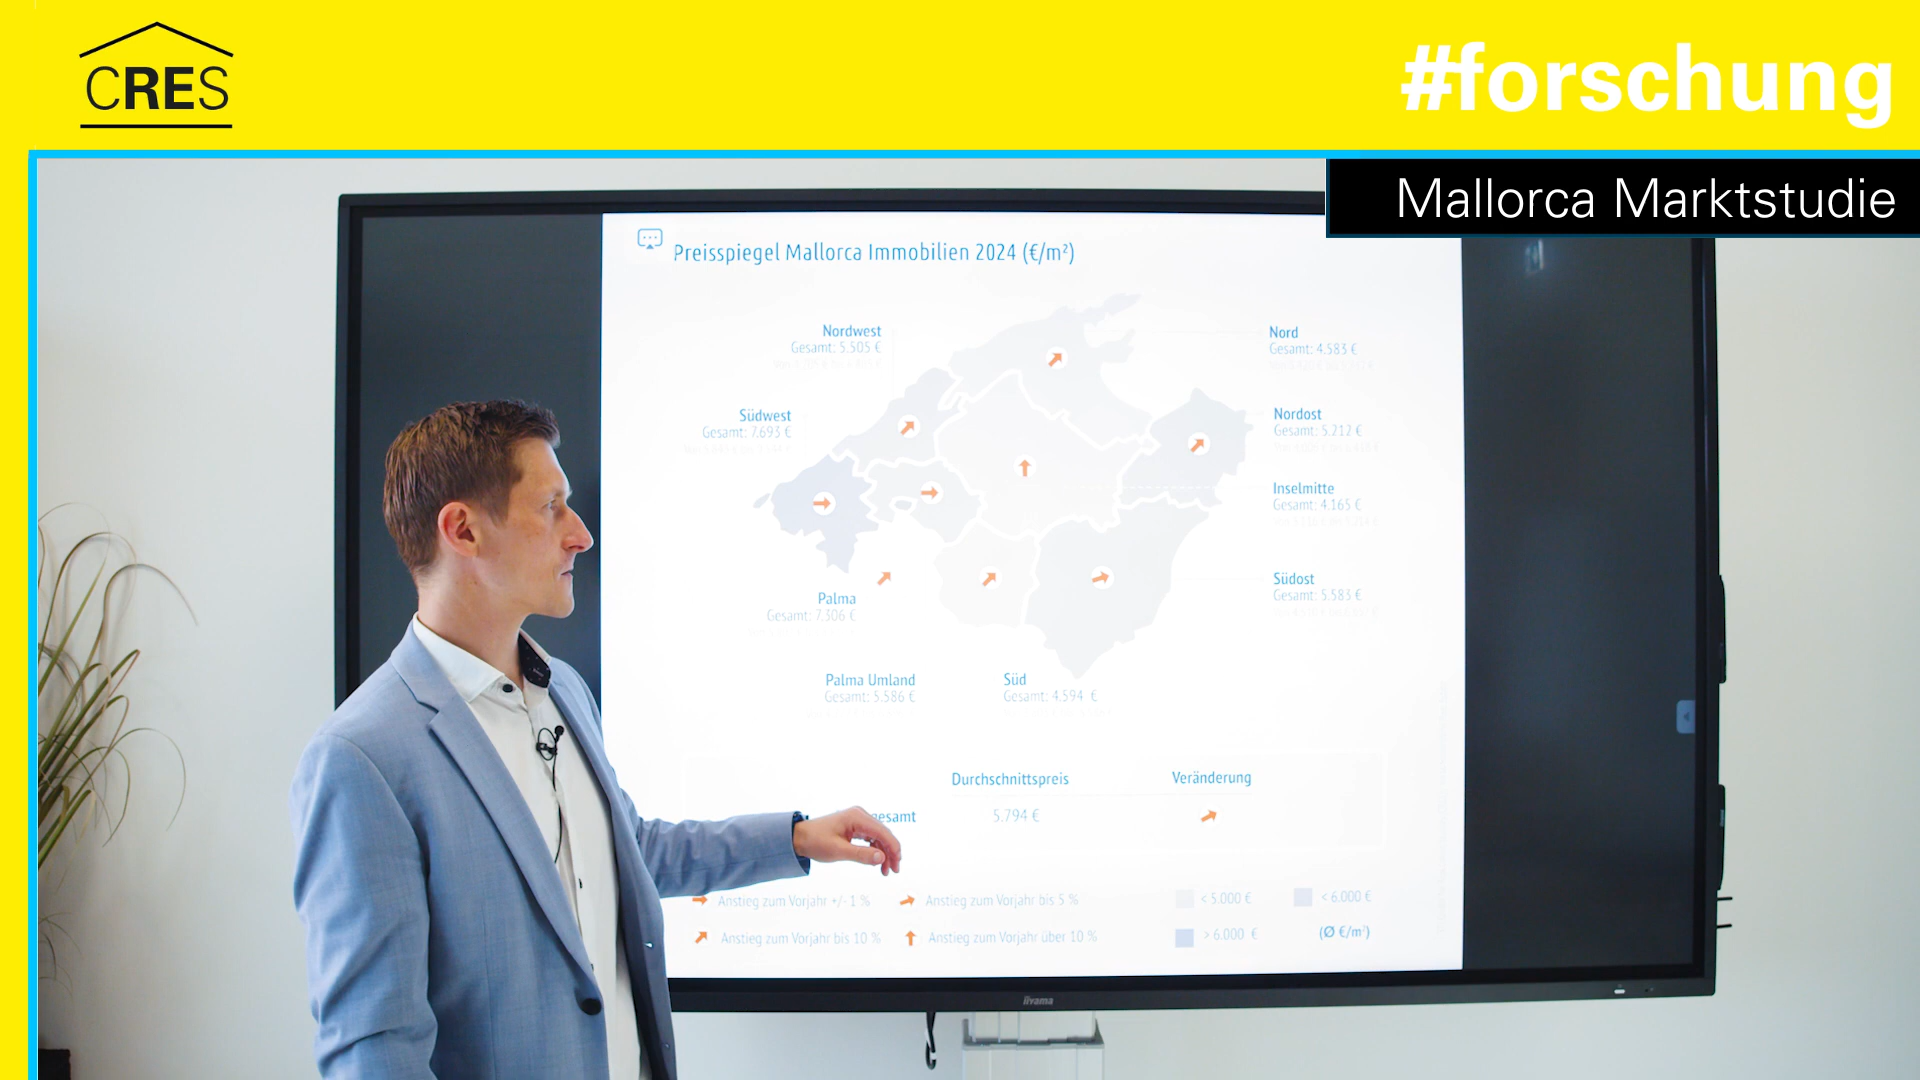 CRES
#forschung
Mallorca Marktstudie
Preisspiegel Mallorca Immobilien 2024 (€/m²)
Nordwest
Gesamt: 5.505 €
Nord
Gesamt: 4.583 €
Südwest
Gesamt: 7.693 €
Nordost
Gesamt: 5.212 €
Inselmitte
Gesamt: 4.165 €
Südost
Gesamt: 5.583 €
Palma
Gesamt: 7.306 €
Palma Umland
Gesamt: 5.586 €
Süd
Gesamt: 4.594 €
Durchschnittspreis Veränderung
gesamt 5.794 €
Anstieg zum Vorjahr +/- 1 % Anstieg zum Vorjahr bis 5 % < 5.000 € < 6.000 €
Anstieg zum Vorjahr bis 10 % Anstieg zum Vorjahr über 10 % > 6.000 € (Ø €/m²)
iiyama